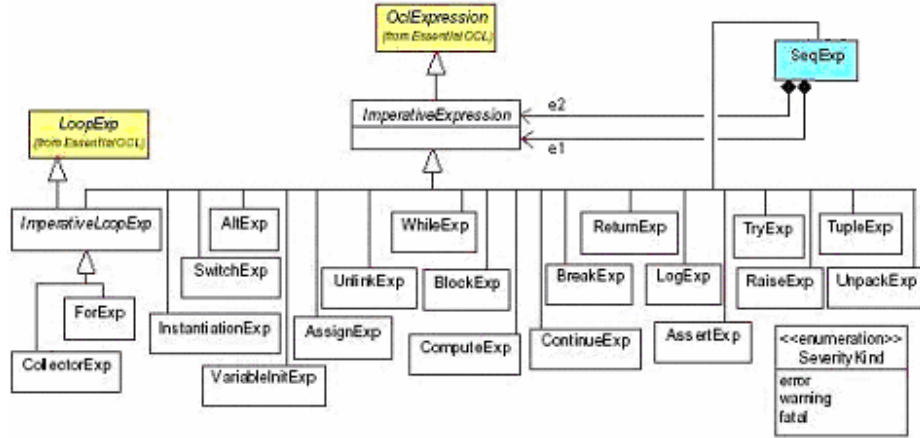 OclExpression
(from EssentialOCL)
SeqExp
ImperativeExpression
e2
e1
LoopExp
(from EssentialOCL)
ImperativeLoopExp
AltExp
WhileExp
ReturnExp
TryExp
TupleExp
SwitchExp
UnlinkExp
BlockExp
BreakExp
LogExp
RaiseExp
UnpackExp
ForExp
InstantiationExp
AssignExp
ComputeExp
ContinueExp
AssertExp
<<enumeration>>
SeverityKind
CollectorExp
VariableInitExp
error
warning
fatal